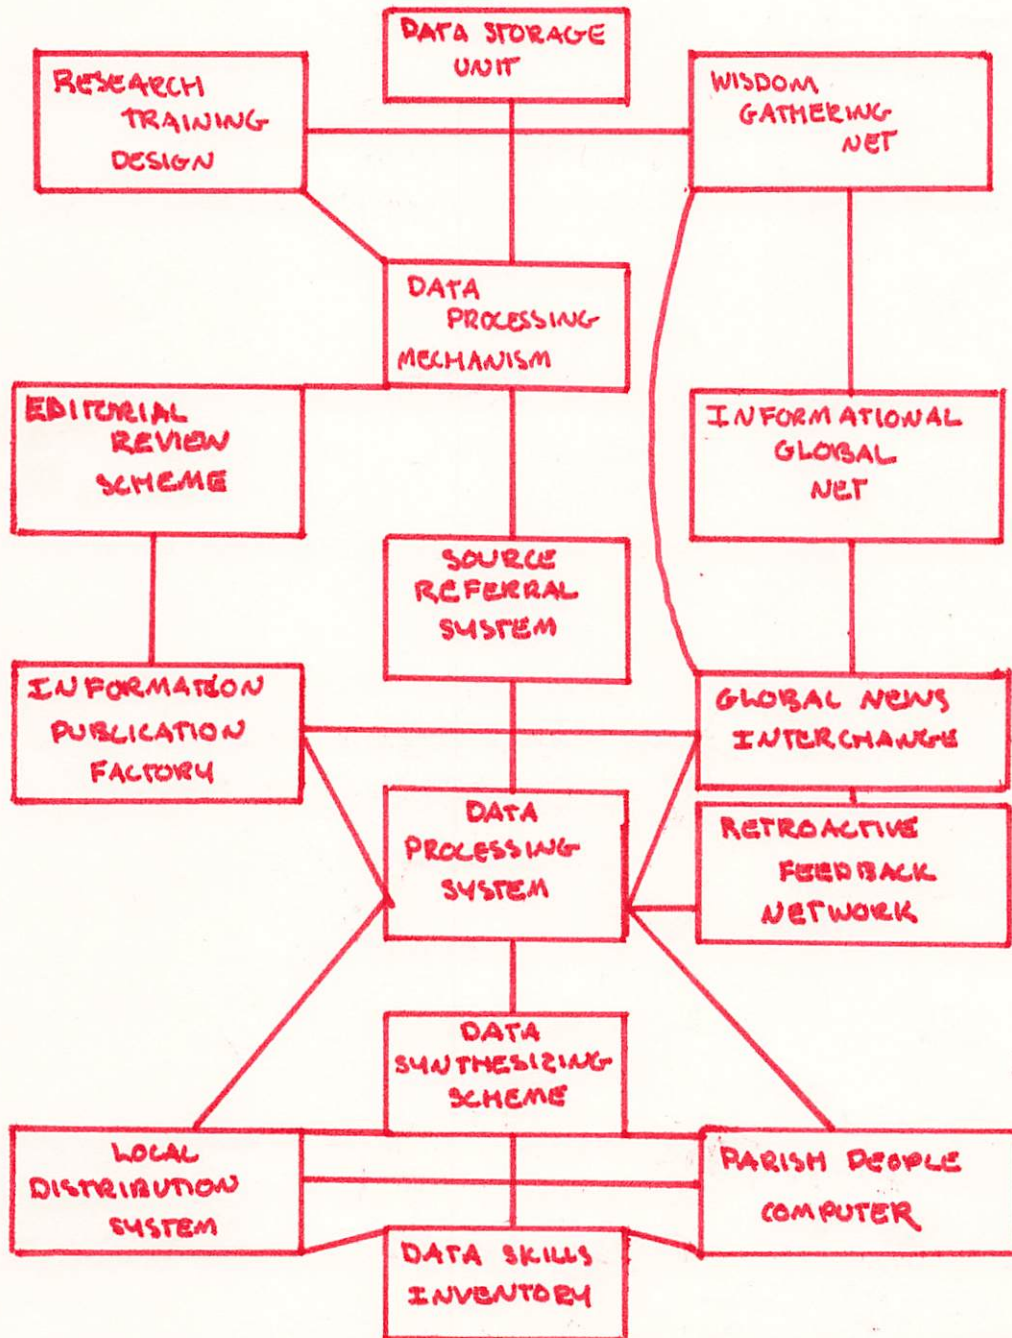 DATA STORAGE
UNIT
RESEARCH
TRAINING
DESIGN
WISDOM
GATHERING
NET
DATA
PROCESSING
MECHANISM
EDITORIAL
REVIEW
SCHEME
INFORMATIONAL
GLOBAL
NET
SOURCE
REFERRAL
SYSTEM
INFORMATION
PUBLICATION
FACTORY
GLOBAL NEWS
INTERCHANGE
DATA
PROCESSING
SYSTEM
RETROACTIVE
FEEDBACK
NETWORK
DATA
SYNTHESIZING
SCHEME
LOCAL
DISTRIBUTION
SYSTEM
PARISH PEOPLE
COMPUTER
DATA SKILLS
INVENTORY